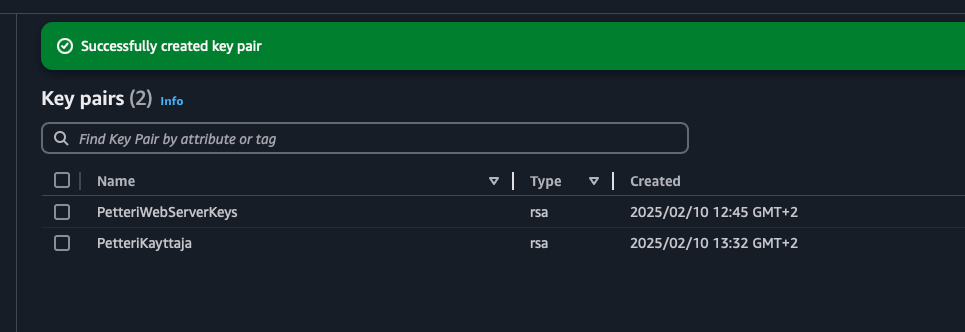 Successfully created key pair
Key pairs (2) Info
Find Key Pair by attribute or tag
Name Type Created
PetteriWebServerKeys rsa 2025/02/10 12:45 GMT+2
PetteriKayttaja rsa 2025/02/10 13:32 GMT+2